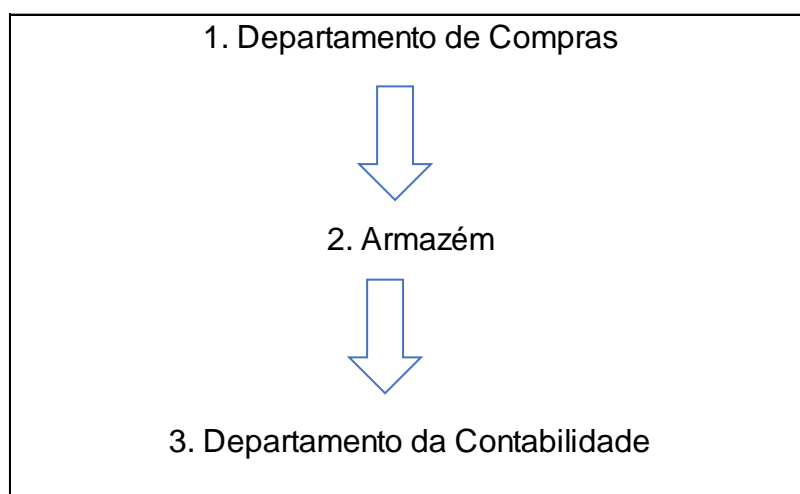 1. Departamento de Compras
2. Armazém
3. Departamento da Contabilidade